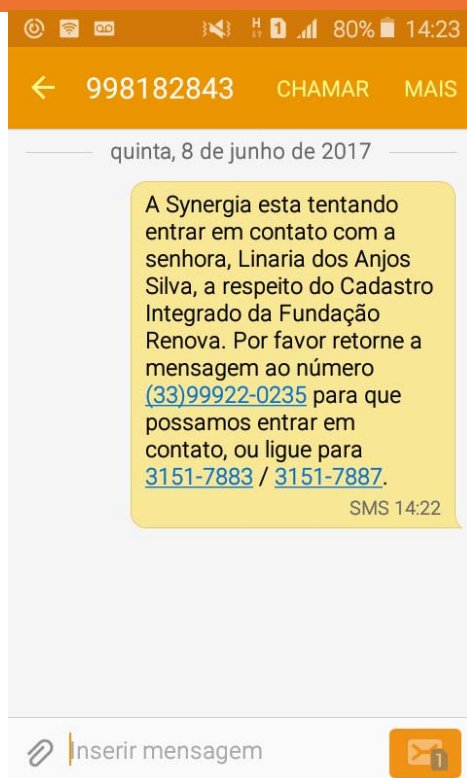 H 1 80% 14:23
998182843 CHAMAR MAIS
quinta, 8 de junho de 2017
A Synergia esta tentando
entrar em contato com a
senhora, Linaria dos Anjos
Silva, a respeito do Cadastro
Integrado da Fundação
Renova. Por favor retorne a
mensagem ao número
(33)99922-0235 para que
possamos entrar em
contato, ou ligue para
3151-7883 / 3151-7887.
SMS 14:22
Inserir mensagem
1